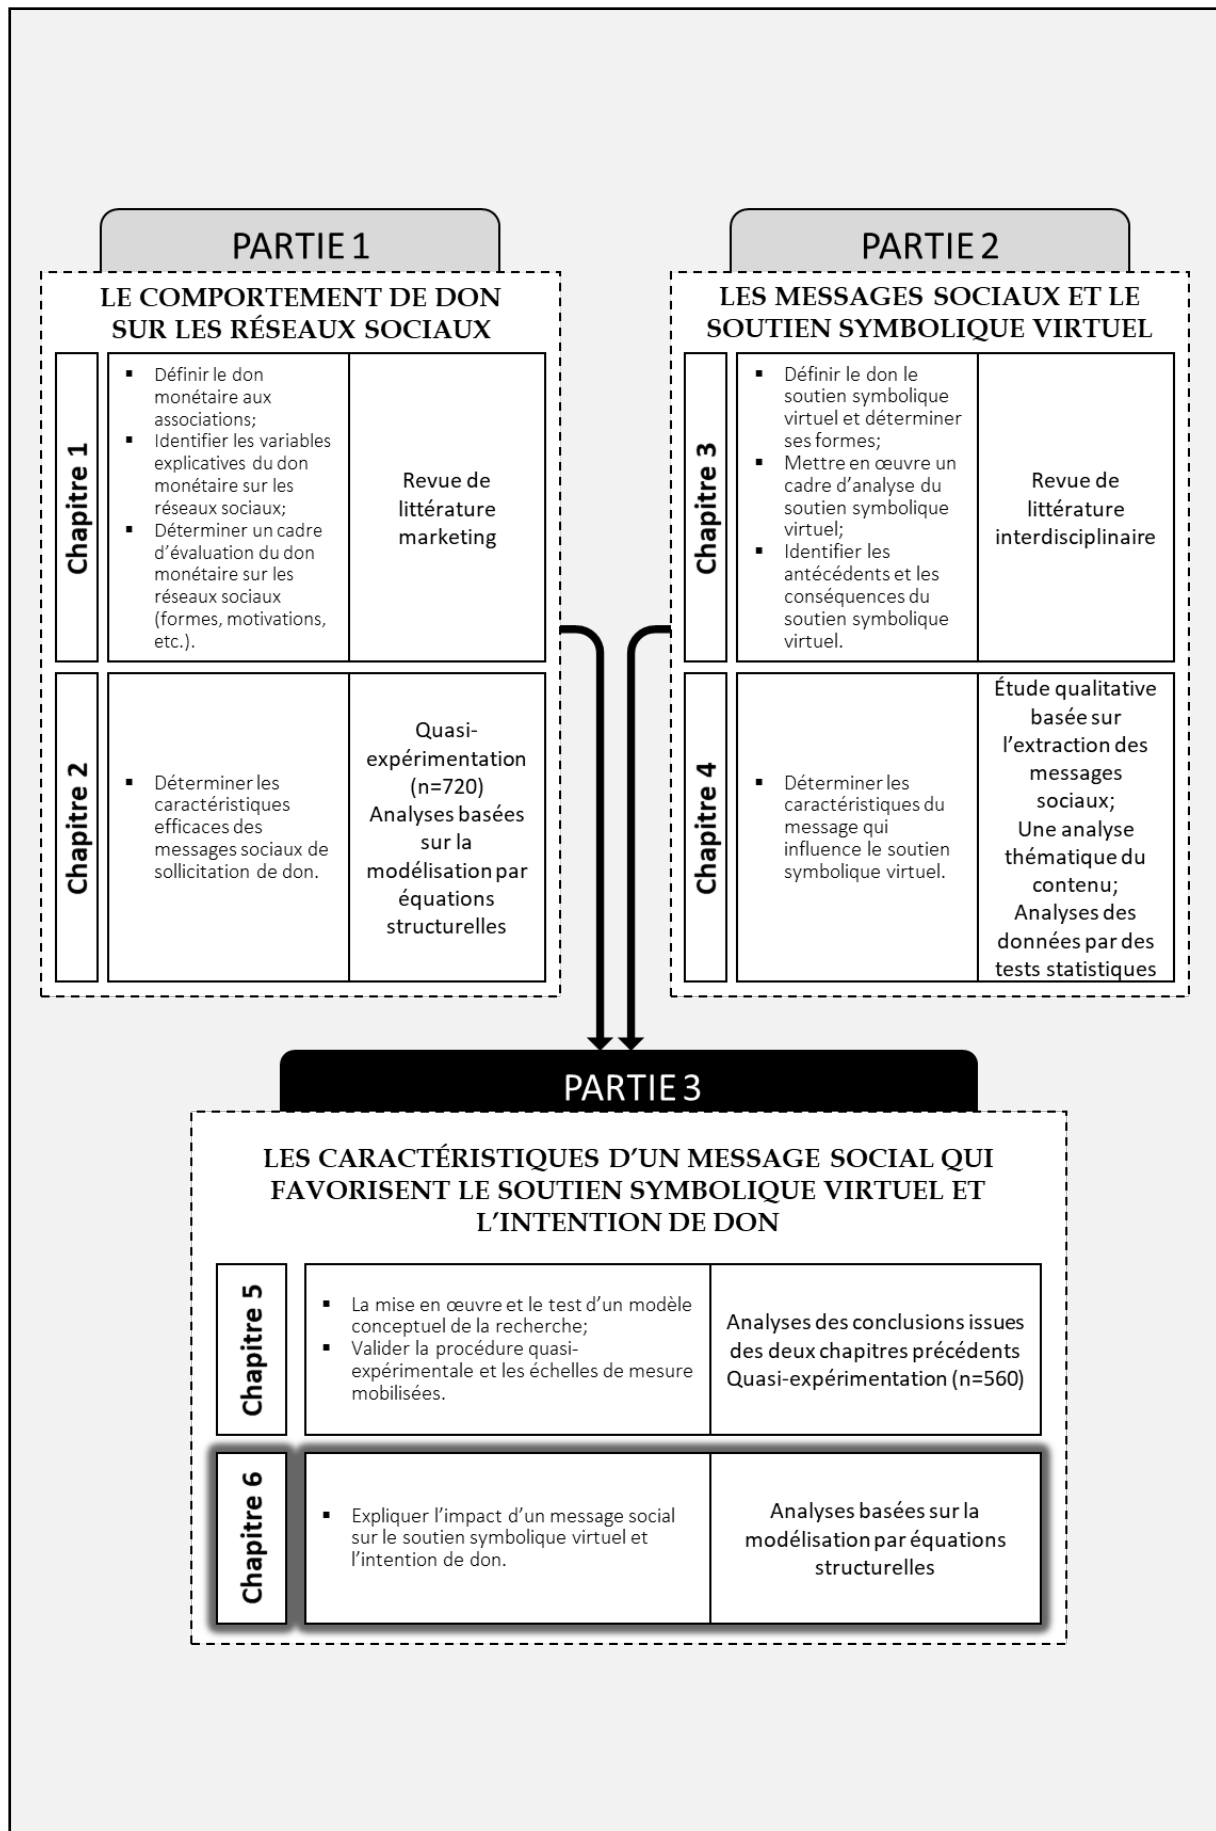 PARTIE 1
LE COMPORTEMENT DE DON
SUR LES RÉSEAUX SOCIAUX
Chapitre 1
▪ Définir le don
monétaire aux
associations;
▪ Identifier les variables
explicatives du don
monétaire sur les
réseaux sociaux;
▪ Déterminer un cadre
d’évaluation du don
monétaire sur les
réseaux sociaux
(formes, motivations,
etc.).
Revue de
littérature
marketing
Chapitre 2
▪ Déterminer les
caractéristiques
efficaces des
messages sociaux de
sollicitation de don.
Quasi-
expérimentation
(n=720)
Analyses basées
sur la
modélisation par
équations
structurelles
PARTIE 2
LES MESSAGES SOCIAUX ET LE
SOUTIEN SYMBOLIQUE VIRTUEL
Chapitre 3
▪ Définir le don le
soutien symbolique
virtuel et déterminer
ses formes;
▪ Mettre en œuvre un
cadre d’analyse du
soutien symbolique
virtuel;
▪ Identifier les
antécédents et les
conséquences du
soutien symbolique
virtuel.
Revue de
littérature
interdisciplinaire
Chapitre 4
▪ Déterminer les
caractéristiques du
message qui
influence le soutien
symbolique virtuel.
Étude qualitative
basée sur
l’extraction des
messages
sociaux;
Une analyse
thématique du
contenu;
Analyses des
données par des
tests statistiques
PARTIE 3
LES CARACTÉRISTIQUES D’UN MESSAGE SOCIAL QUI
FAVORISENT LE SOUTIEN SYMBOLIQUE VIRTUEL ET
L’INTENTION DE DON
Chapitre 5
▪ La mise en œuvre et le test d’un modèle
conceptuel de la recherche;
▪ Valider la procédure quasi-
expérimentale et les échelles de mesure
mobilisées.
Analyses des conclusions issues
des deux chapitres précédents
Quasi-expérimentation (n=560)
Chapitre 6
▪ Expliquer l’impact d’un message social
sur le soutien symbolique virtuel et
l’intention de don.
Analyses basées sur la
modélisation par équations
structurelles